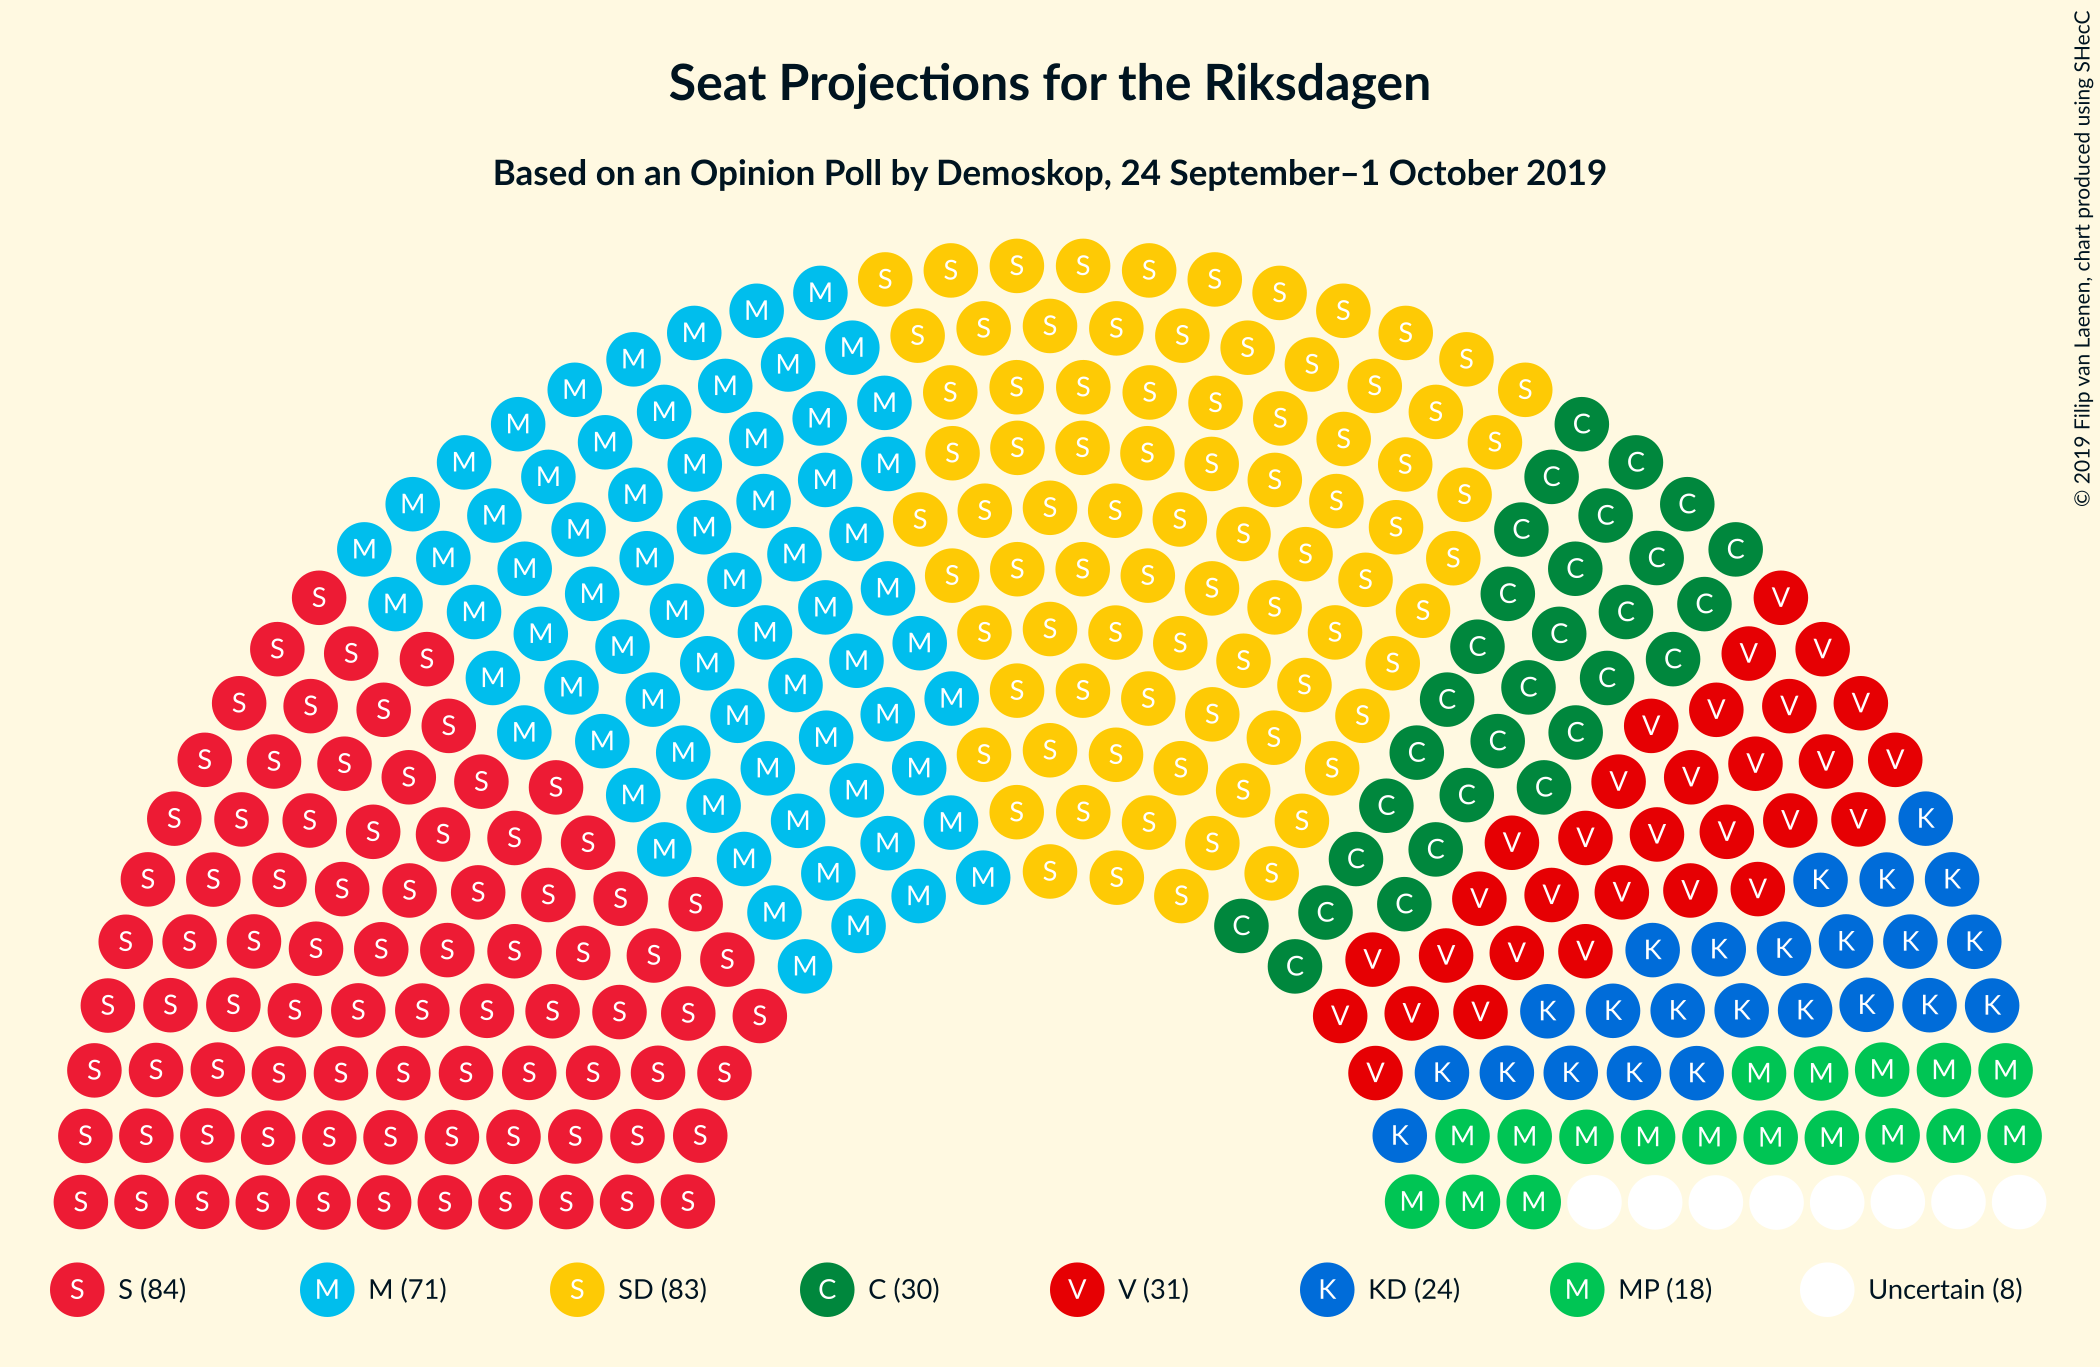 Seat Projections for the Riksdagen
Based on an Opinion Poll by Demoskop, 24 September–1 October 2019
© 2019 Filip van Laenen, chart produced using SHecC
S S (84) M M (71) S SD (83) C C (30) V V (31) K KD (24) M MP (18) Uncertain (8)